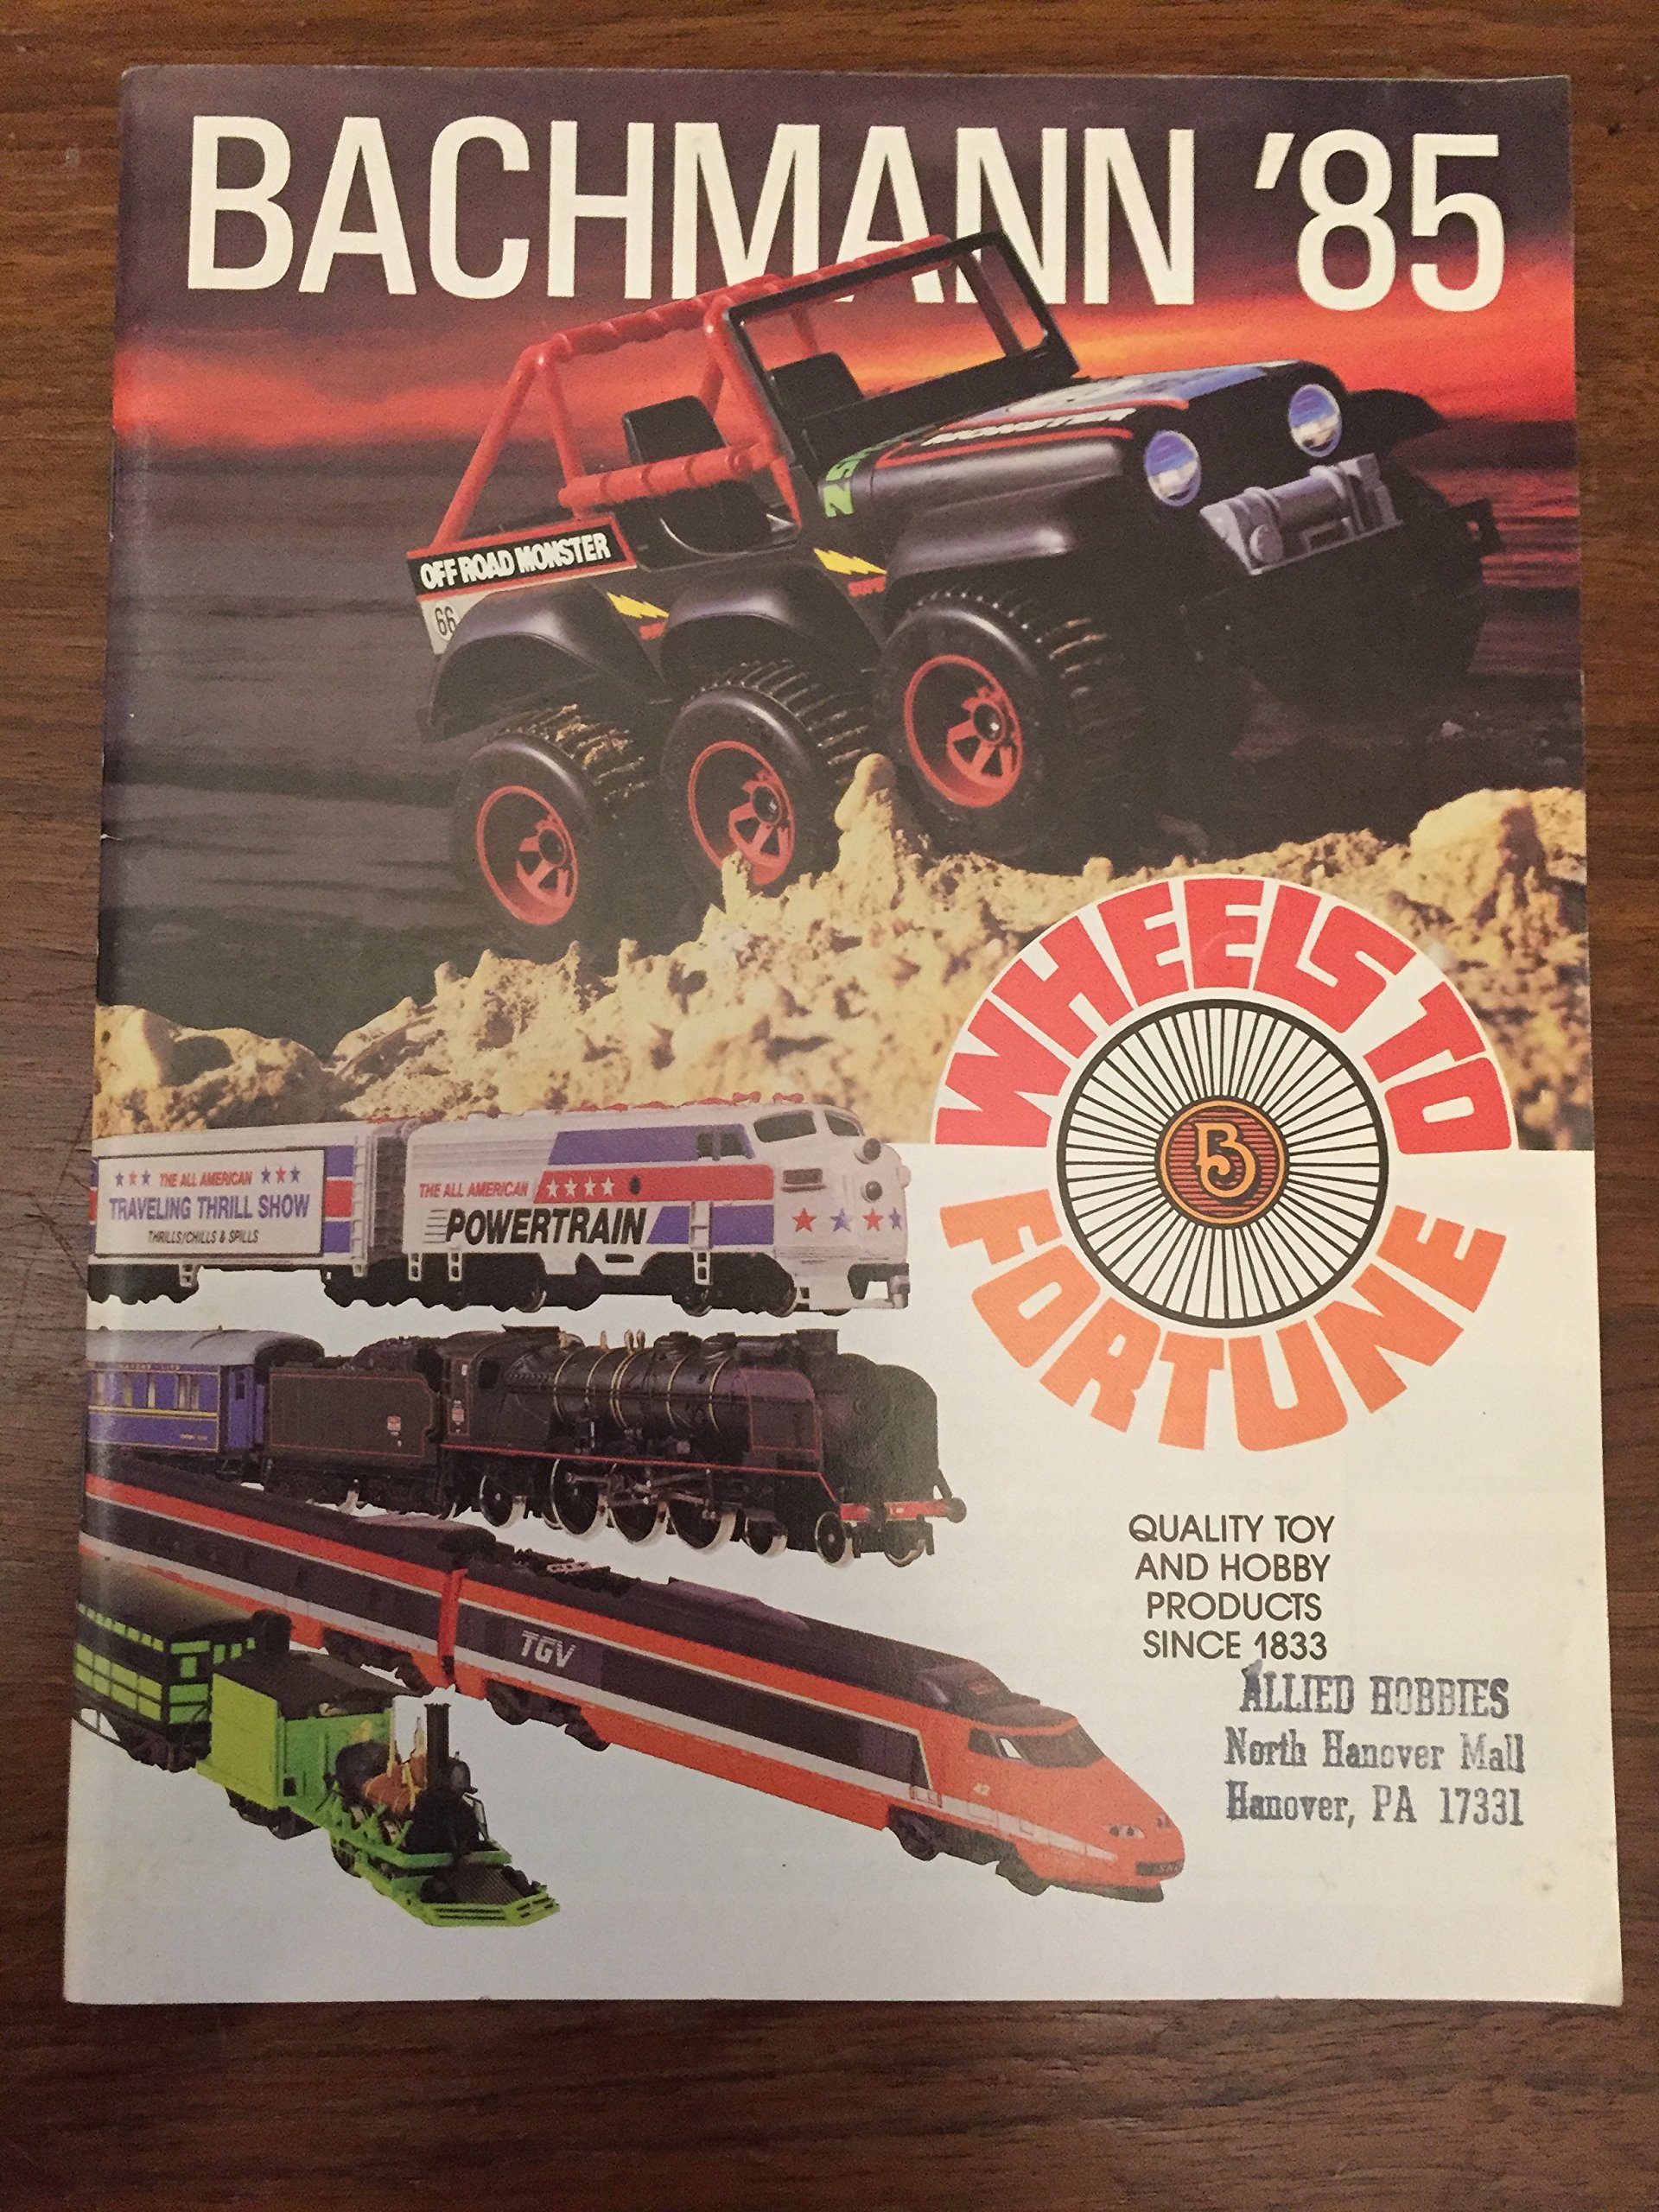 BACHMANN '85
MONSTER
OFF ROAD MONSTER
66
WHEELS TO
FORTUNE
B
THE ALL AMERICAN
TRAVELING THRILL SHOW
THRILLS/CHILLS & SPILLS
THE ALL AMERICAN
POWERTRAIN
TGV
42
QUALITY TOY
AND HOBBY
PRODUCTS
SINCE 1833
ALLIED HOBBIES
North Hanover Mall
Hanover, PA 17331